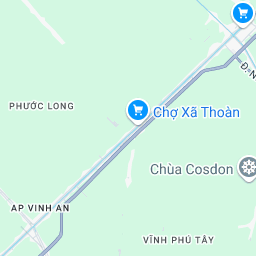 Đ-N
PHƯỚC LONG
Chợ Xã Thoàn
Chùa Cosdon
AP VINH AN
VĨNH PHÚ TÂY